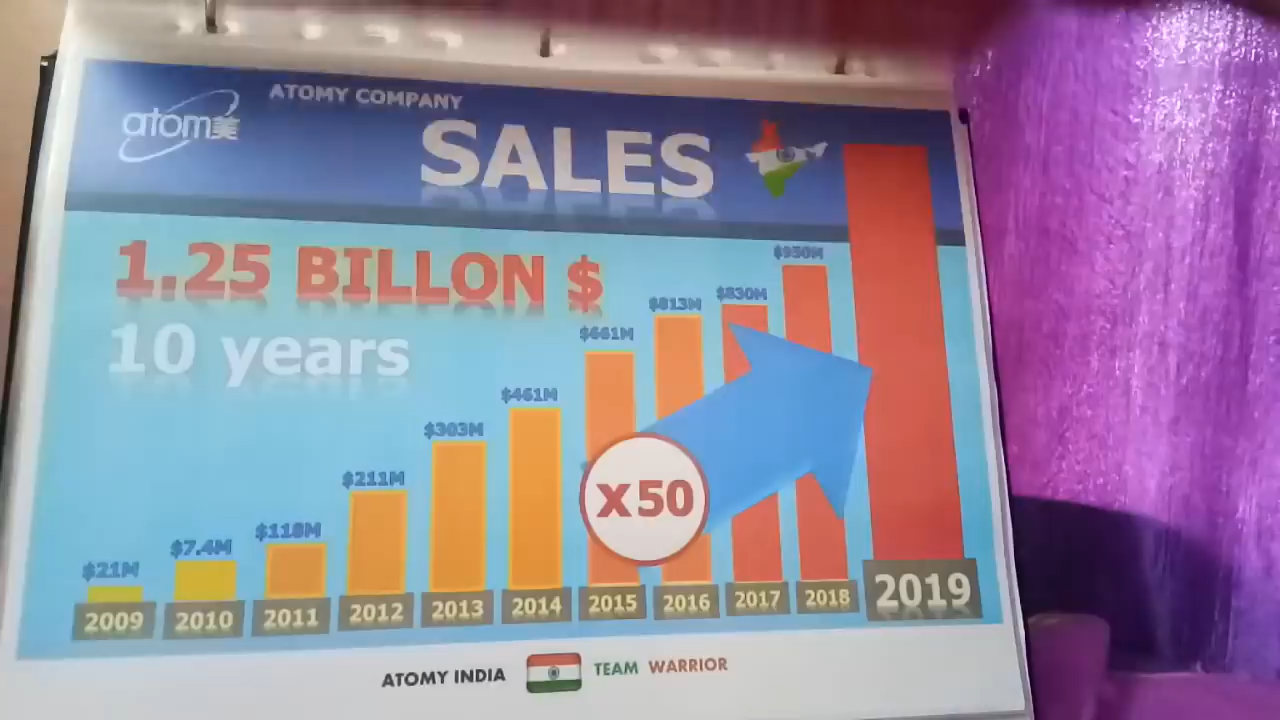 ATOMY COMPANY
atom美
SALES
1.25 BILLON $
10 years
$21M
$7.4M
$118M
$211M
$303M
$461M
$661M
$813M
$830M
$950M
X50
2009
2010
2011
2012
2013
2014
2015
2016
2017
2018
2019
ATOMY INDIA TEAM WARRIOR